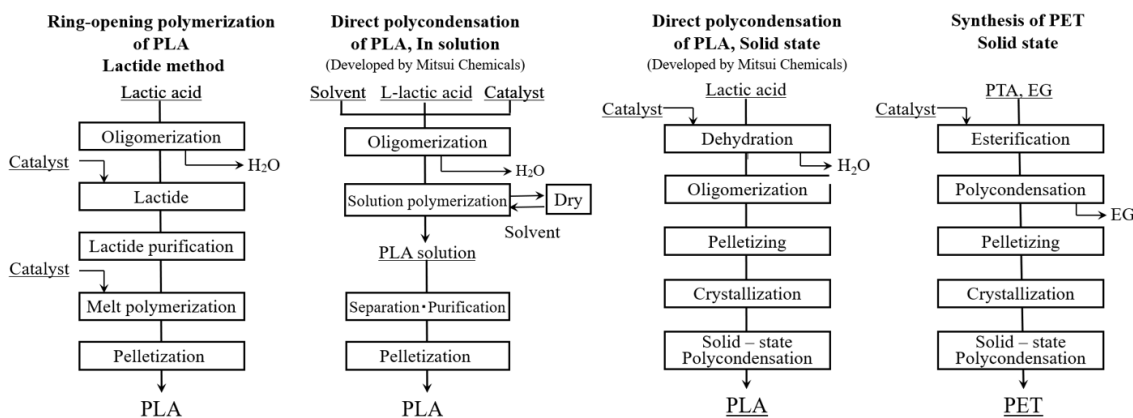 Ring-opening polymerization
of PLA
Lactide method
Lactic acid
Oligomerization
H₂O
Catalyst
Lactide
Lactide purification
Catalyst
Melt polymerization
Pelletization
PLA
Direct polycondensation
of PLA, In solution
(Developed by Mitsui Chemicals)
Solvent L-lactic acid Catalyst
Oligomerization
H₂O
Solution polymerization Dry
Solvent
PLA solution
Separation・Purification
Pelletization
PLA
Direct polycondensation
of PLA, Solid state
(Developed by Mitsui Chemicals)
Lactic acid
Catalyst
Dehydration
H₂O
Oligomerization
Pelletizing
Crystallization
Solid – state
Polycondensation
PLA
Synthesis of PET
Solid state
PTA, EG
Catalyst
Esterification
Polycondensation
EG
Pelletizing
Crystallization
Solid – state
Polycondensation
PET